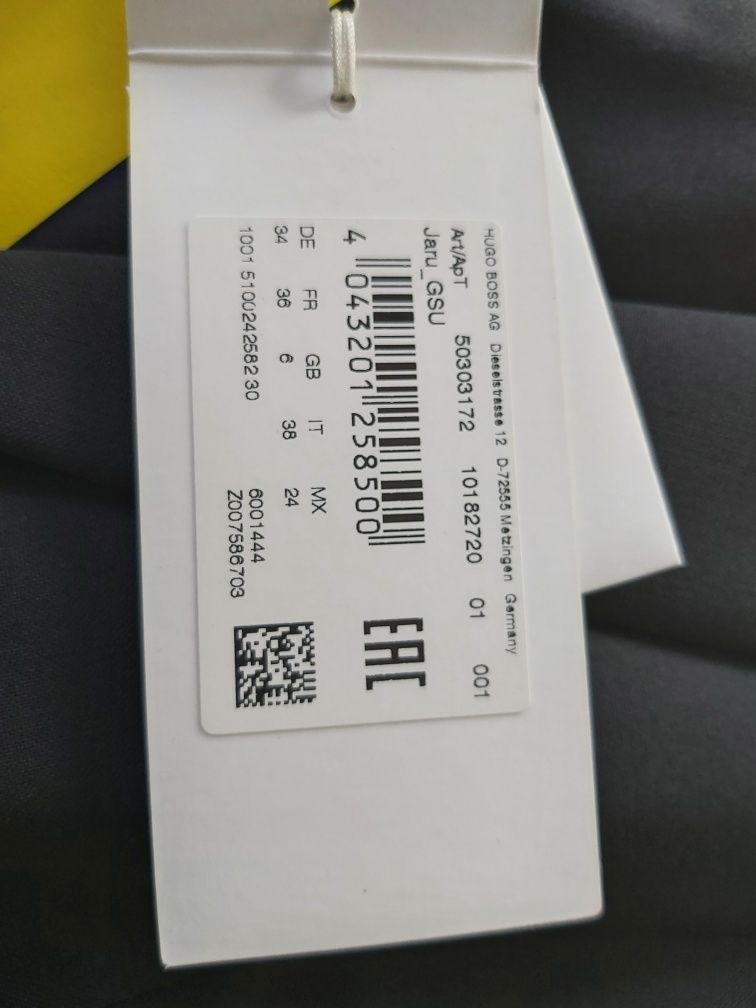 HUGO BOSS AG Dieselstrasse 12 D-72555 Metzingen Germany
Art/ApT 50303172 10182720 01 001
Jaru_GSU
4 043201 258500
EAC
DE FR GB IT MX
34 36 6 38 24
6001444
1001 5100242582 30 Z007586703